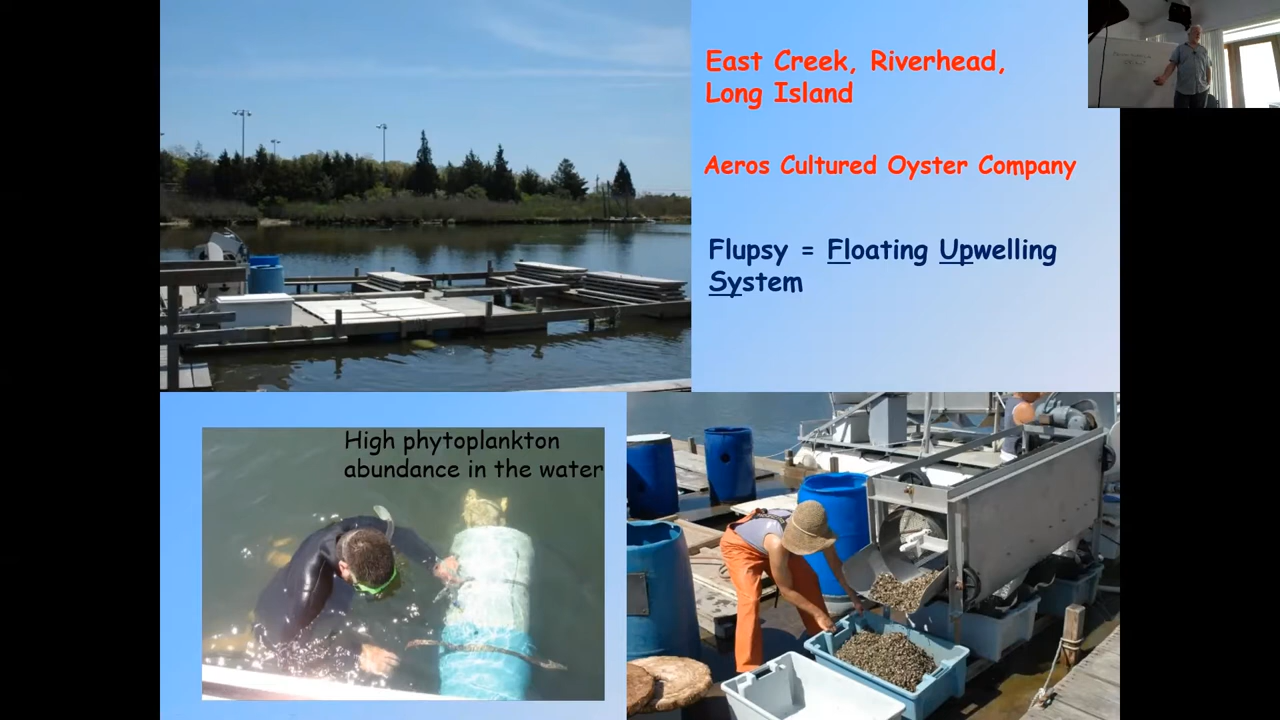 East Creek, Riverhead,
Long Island
Aeros Cultured Oyster Company
Flupsy = Floating Upwelling
System
High phytoplankton
abundance in the water